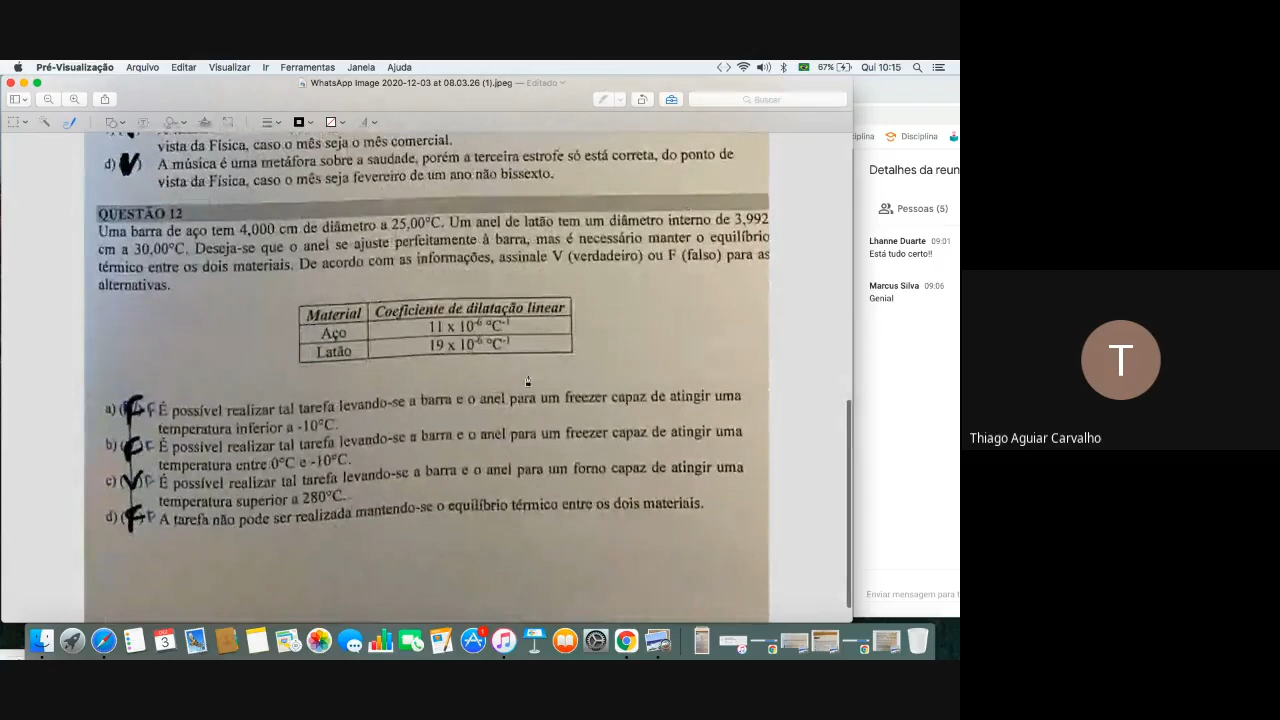 Pré-Visualização Arquivo Editar Visualizar Ir Ferramentas Janela Ajuda 67% Qui 10:15
WhatsApp Image 2020-12-03 at 08.03.26 (1).jpeg — Editado
Buscar
vista da Física, caso o mês seja o mês comercial.
d) V A música é uma metáfora sobre a saudade, porém a terceira estrofe só está correta, do ponto de
vista da Física, caso o mês seja fevereiro de um ano não bissexto.
QUESTÃO 12
Uma barra de aço tem 4,000 cm de diâmetro a 25,00°C. Um anel de latão tem um diâmetro interno de 3,992
cm a 30,00°C. Deseja-se que o anel se ajuste perfeitamente à barra, mas é necessário manter o equilíbrio
térmico entre os dois materiais. De acordo com as informações, assinale V (verdadeiro) ou F (falso) para as
alternativas.
Material Coeficiente de dilatação linear
Aço 11 x 10⁻⁶ °C⁻¹
Latão 19 x 10⁻⁶ °C⁻¹
a) F É possível realizar tal tarefa levando-se a barra e o anel para um freezer capaz de atingir uma
temperatura inferior a -10°C.
b) F É possível realizar tal tarefa levando-se a barra e o anel para um freezer capaz de atingir uma
temperatura entre 0°C e -10°C.
c) V É possível realizar tal tarefa levando-se a barra e o anel para um forno capaz de atingir uma
temperatura superior a 280°C.
d) F A tarefa não pode ser realizada mantendo-se o equilíbrio térmico entre os dois materiais.
Disciplina
Detalhes da reun
Pessoas (5)
Lhanne Duarte 09:01
Está tudo certo!!
Marcus Silva 09:06
Genial
Enviar mensagem para t
T
Thiago Aguiar Carvalho